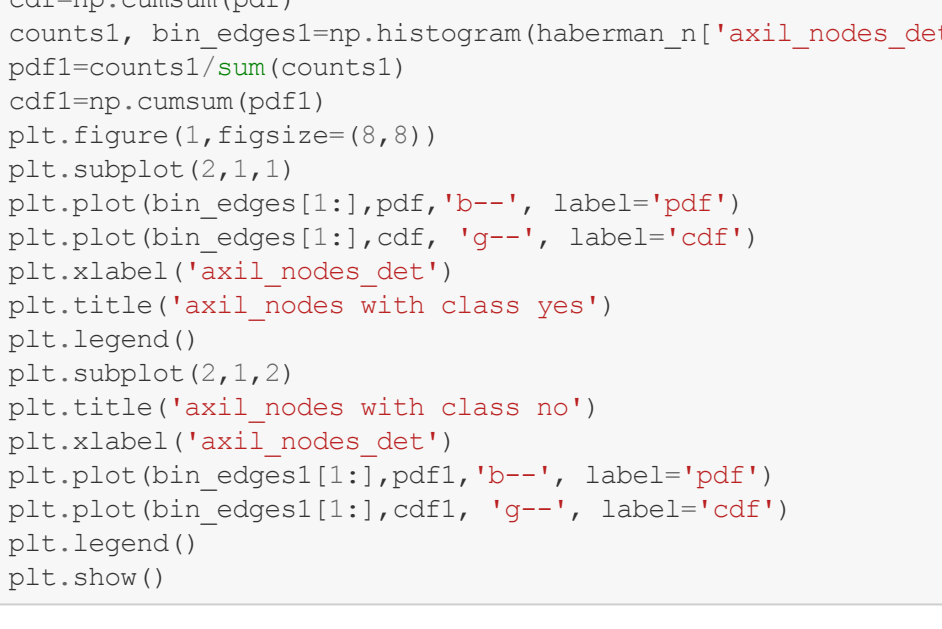 cdf=np.cumsum(pdf)
counts1, bin_edges1=np.histogram(haberman_n['axil_nodes_det
pdf1=counts1/sum(counts1)
cdf1=np.cumsum(pdf1)
plt.figure(1,figsize=(8,8))
plt.subplot(2,1,1)
plt.plot(bin_edges[1:],pdf,'b--', label='pdf')
plt.plot(bin_edges[1:],cdf, 'g--', label='cdf')
plt.xlabel('axil_nodes_det')
plt.title('axil_nodes with class yes')
plt.legend()
plt.subplot(2,1,2)
plt.title('axil_nodes with class no')
plt.xlabel('axil_nodes_det')
plt.plot(bin_edges1[1:],pdf1,'b--', label='pdf')
plt.plot(bin_edges1[1:],cdf1, 'g--', label='cdf')
plt.legend()
plt.show()